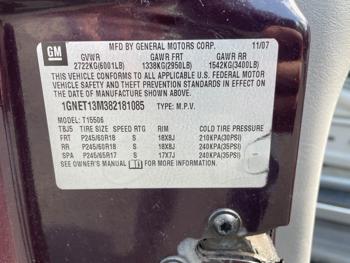 GM
MFD BY GENERAL MOTORS CORP. 11/07
GVWR GAWR FRT GAWR RR
2722KG(6001LB) 1338KG(2950LB) 1542KG(3400LB)
THIS VEHICLE CONFORMS TO ALL APPLICABLE U.S. FEDERAL MOTOR
VEHICLE SAFETY AND THEFT PREVENTION STANDARDS IN EFFECT ON
THE DATE OF MANUFACTURE SHOWN ABOVE.
1GNET13M382181085 TYPE: M.P.V.
MODEL: T15506
TBJ5 TIRE SIZE SPEED RTG RIM COLD TIRE PRESSURE
FRT P245/60R18 S 18X8J 210KPA(30PSI)
RR P245/60R18 S 18X8J 240KPA(35PSI)
SPA P245/65R17 S 17X7J 240KPA(35PSI)
SEE OWNER'S MANUAL FOR ADDITIONAL INFORMATION.